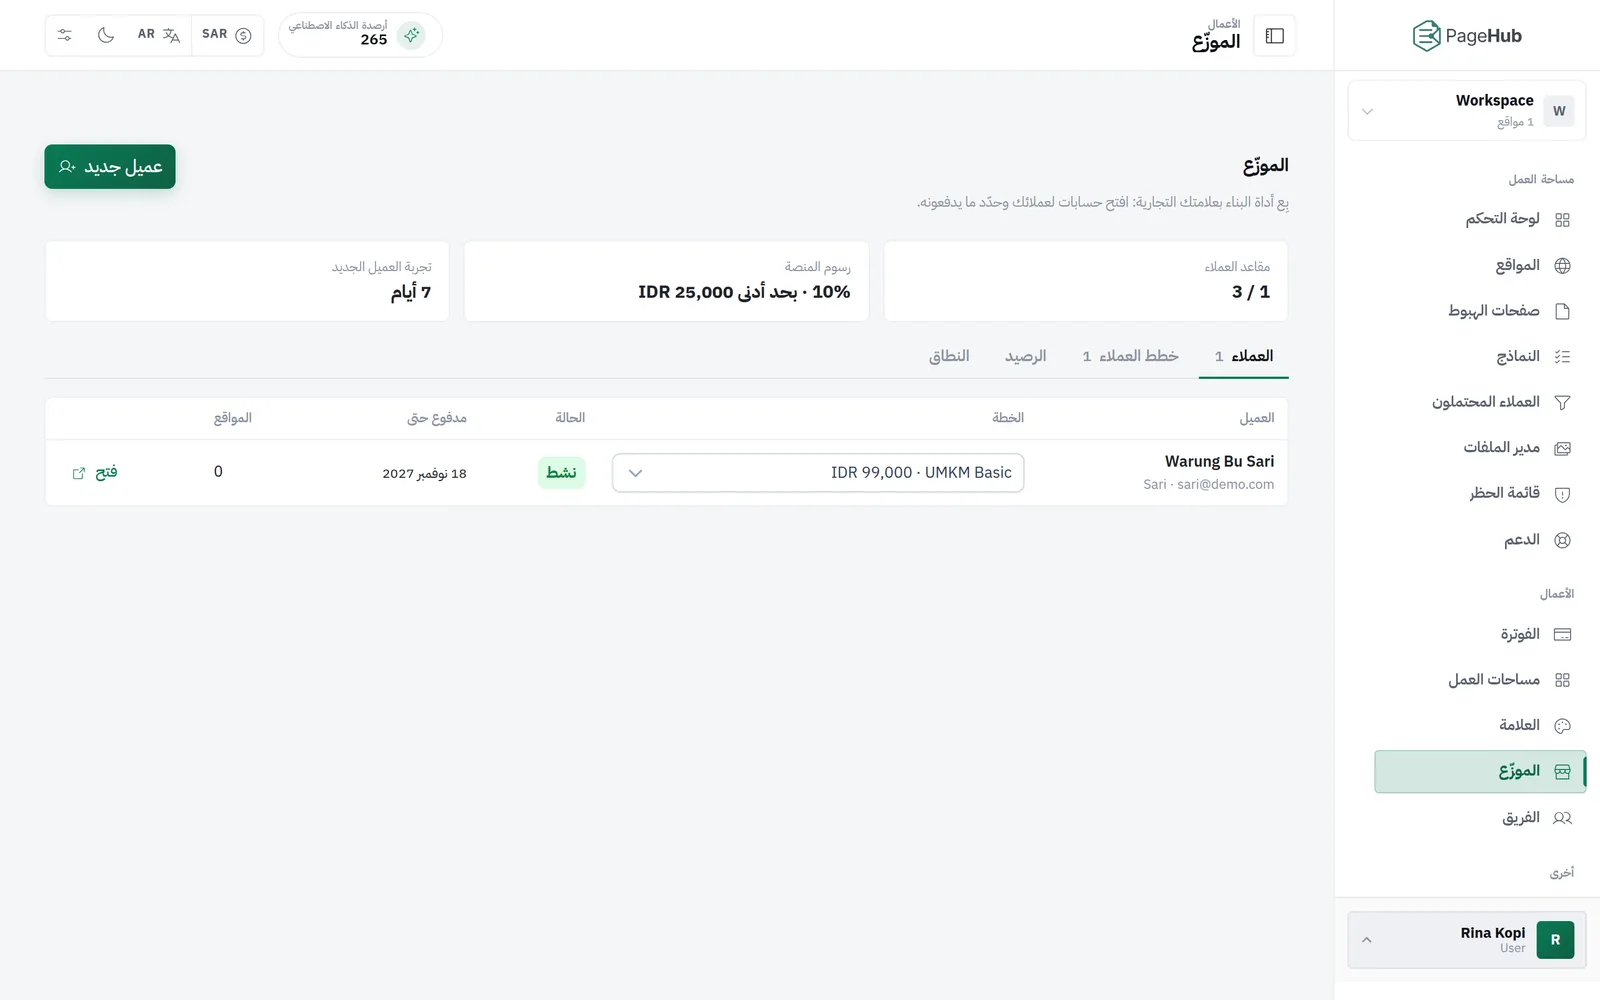 PageHub
الأعمال
الموزّع
أرصدة الذكاء الاصطناعي
265
SAR
AR
W
Workspace
1 مواقع
مساحة العمل
لوحة التحكم
المواقع
صفحات الهبوط
النماذج
العملاء المحتملون
مدير الملفات
قائمة الحظر
الدعم
الأعمال
الفوترة
مساحات العمل
العلامة
الموزّع
الفريق
أخرى
R
Rina Kopi
User
الموزّع
بِع أداة البناء بعلامتك التجارية: افتح حسابات لعملائك وحدّد ما يدفعونه.
عميل جديد
مقاعد العملاء
1 / 3
رسوم المنصة
10% · بحد أدنى IDR 25,000
تجربة العميل الجديد
7 أيام
العملاء 1
خطط العملاء 1
الرصيد
النطاق
العميل الخطة الحالة مدفوع حتى المواقع
Warung Bu Sari
Sari · sari@demo.com
IDR 99,000 · UMKM Basic
نشط
18 نوفمبر 2027
0
فتح